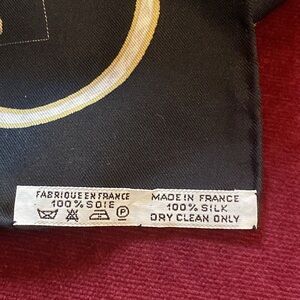 FABRIQUE EN FRANCE
100% SOIE
P
MADE IN FRANCE
100% SILK
DRY CLEAN ONLY